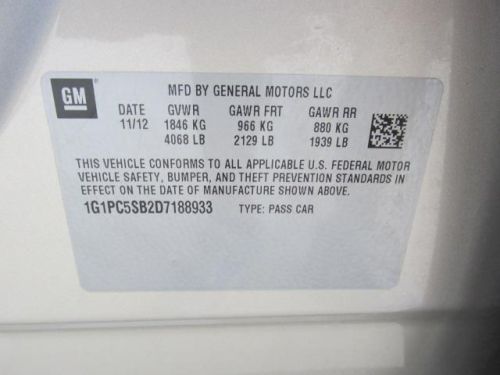 GM
MFD BY GENERAL MOTORS LLC
DATE GVWR GAWR FRT GAWR RR
11/12 1846 KG 966 KG 880 KG
4068 LB 2129 LB 1939 LB
THIS VEHICLE CONFORMS TO ALL APPLICABLE U.S. FEDERAL MOTOR
VEHICLE SAFETY, BUMPER, AND THEFT PREVENTION STANDARDS IN
EFFECT ON THE DATE OF MANUFACTURE SHOWN ABOVE.
1G1PC5SB2D7188933 TYPE: PASS CAR